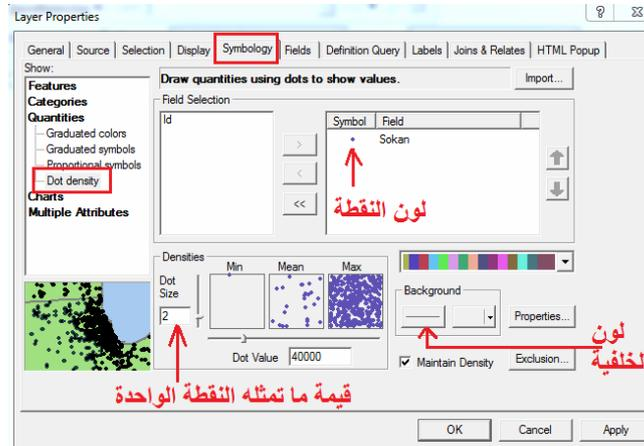 Layer Properties
General Source Selection Display Symbology Fields Definition Query Labels Joins & Relates HTML Popup
Show:
Features
Categories
Quantities
Graduated colors
Graduated symbols
Proportional symbols
Dot density
Charts
Multiple Attributes
Draw quantities using dots to show values.
Import...
Field Selection
Id
>
<
<<
Symbol Field
Sokan
لون النقطة
Densities
Dot Size
2
Min Mean Max
Dot Value 40000
Background
Properties...
Maintain Density
Exclusion...
لون
الخلفية
قيمة ما تمثله النقطة الواحدة
OK Cancel Apply